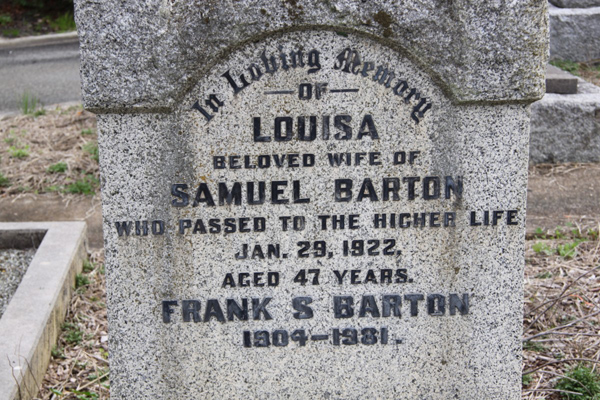 In Loving Memory
— OF —
LOUISA
BELOVED WIFE OF
SAMUEL BARTON
WHO PASSED TO THE HIGHER LIFE
JAN. 29, 1922,
AGED 47 YEARS.
FRANK S BARTON
1904—1981.